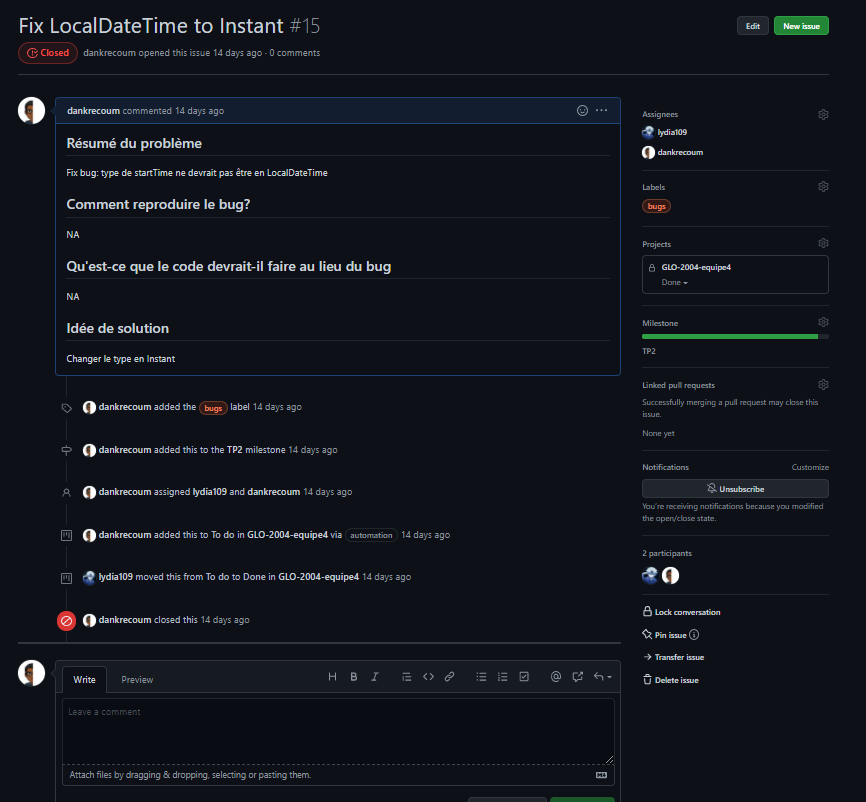 Fix LocalDateTime to Instant #15
Edit
New issue
Closed
dankrecoum opened this issue 14 days ago · 0 comments
dankrecoum commented 14 days ago
Résumé du problème
Fix bug: type de startTime ne devrait pas être en LocalDateTime
Comment reproduire le bug?
NA
Qu'est-ce que le code devrait-il faire au lieu du bug
NA
Idée de solution
Changer le type en Instant
dankrecoum added the bugs label 14 days ago
dankrecoum added this to the TP2 milestone 14 days ago
dankrecoum assigned lydia109 and dankrecoum 14 days ago
dankrecoum added this to To do in GLO-2004-equipe4 via automation 14 days ago
lydia109 moved this from To do to Done in GLO-2004-equipe4 14 days ago
dankrecoum closed this 14 days ago
Write
Preview
Leave a comment
Attach files by dragging & dropping, selecting or pasting them.
Assignees
lydia109
dankrecoum
Labels
bugs
Projects
GLO-2004-equipe4
Done
Milestone
TP2
Linked pull requests
Successfully merging a pull request may close this
issue.
None yet
Notifications
Customize
Unsubscribe
You're receiving notifications because you modified
the open/close state.
2 participants
Lock conversation
Pin issue
Transfer issue
Delete issue